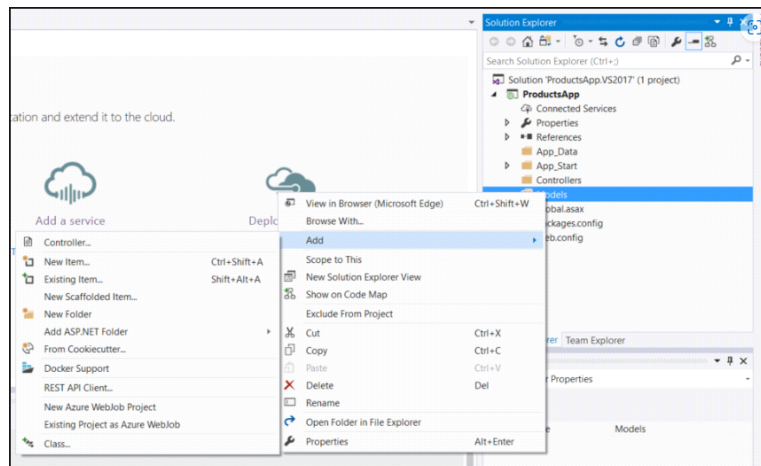 Solution Explorer
Search Solution Explorer (Ctrl+;)
Solution 'ProductsApp.VS2017' (1 project)
ProductsApp
Connected Services
Properties
References
App_Data
App_Start
Controllers
Models
obal.asax
ckages.config
eb.config
Team Explorer
Properties
Models
cation and extend it to the cloud.
Add a service
Deplo
View in Browser (Microsoft Edge) Ctrl+Shift+W
Browse With...
Add
Scope to This
New Solution Explorer View
Show on Code Map
Exclude From Project
Cut Ctrl+X
Copy Ctrl+C
Paste Ctrl+V
Delete Del
Rename
Open Folder in File Explorer
Properties Alt+Enter
Controller...
New Item... Ctrl+Shift+A
Existing Item... Shift+Alt+A
New Scaffolded Item...
New Folder
Add ASP.NET Folder
From Cookiecutter...
Docker Support
REST API Client...
New Azure WebJob Project
Existing Project as Azure WebJob
Class...